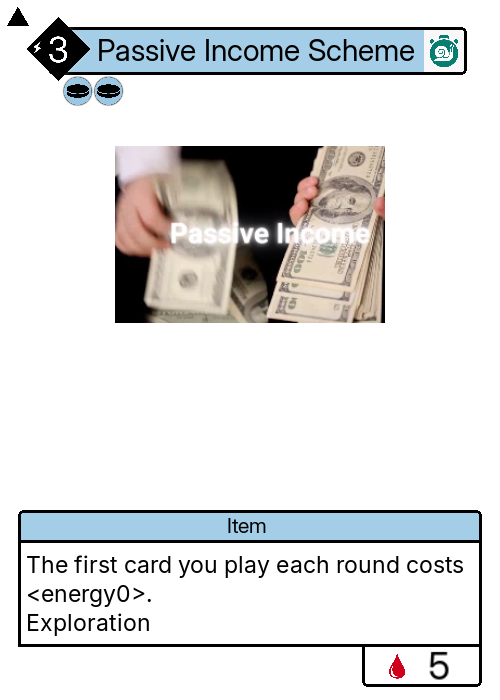 3 Passive Income Scheme
Passive Income
Item
The first card you play each round costs
<energy0>.
Exploration
5